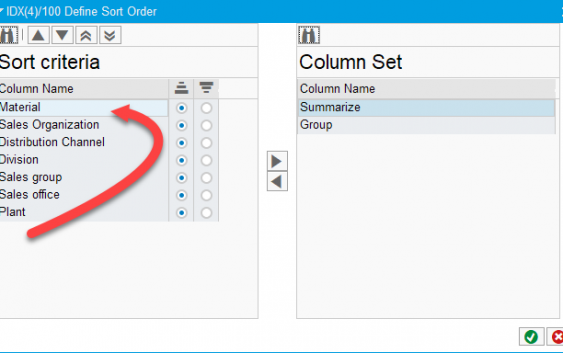 IDX(4)/100 Define Sort Order
Sort criteria
Column Name
Material
Sales Organization
Distribution Channel
Division
Sales group
Sales office
Plant
Column Set
Column Name
Summarize
Group